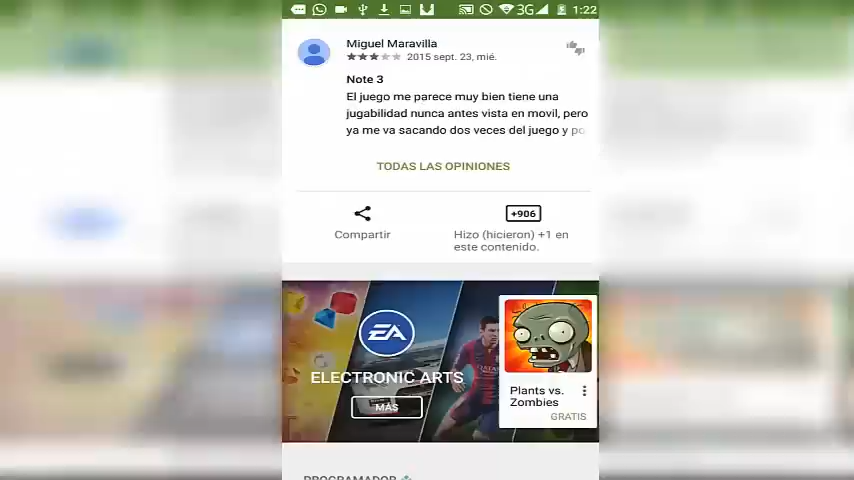 3G 1:22
Miguel Maravilla
2015 sept. 23, mié.
Note 3
El juego me parece muy bien tiene una
jugabilidad nunca antes vista en movil, pero
ya me va sacando dos veces del juego y po
TODAS LAS OPINIONES
+906
Compartir
Hizo (hicieron) +1 en
este contenido.
EA
ELECTRONIC ARTS
MÁS
Plants vs.
Zombies
GRATIS
PROGRAMADOR